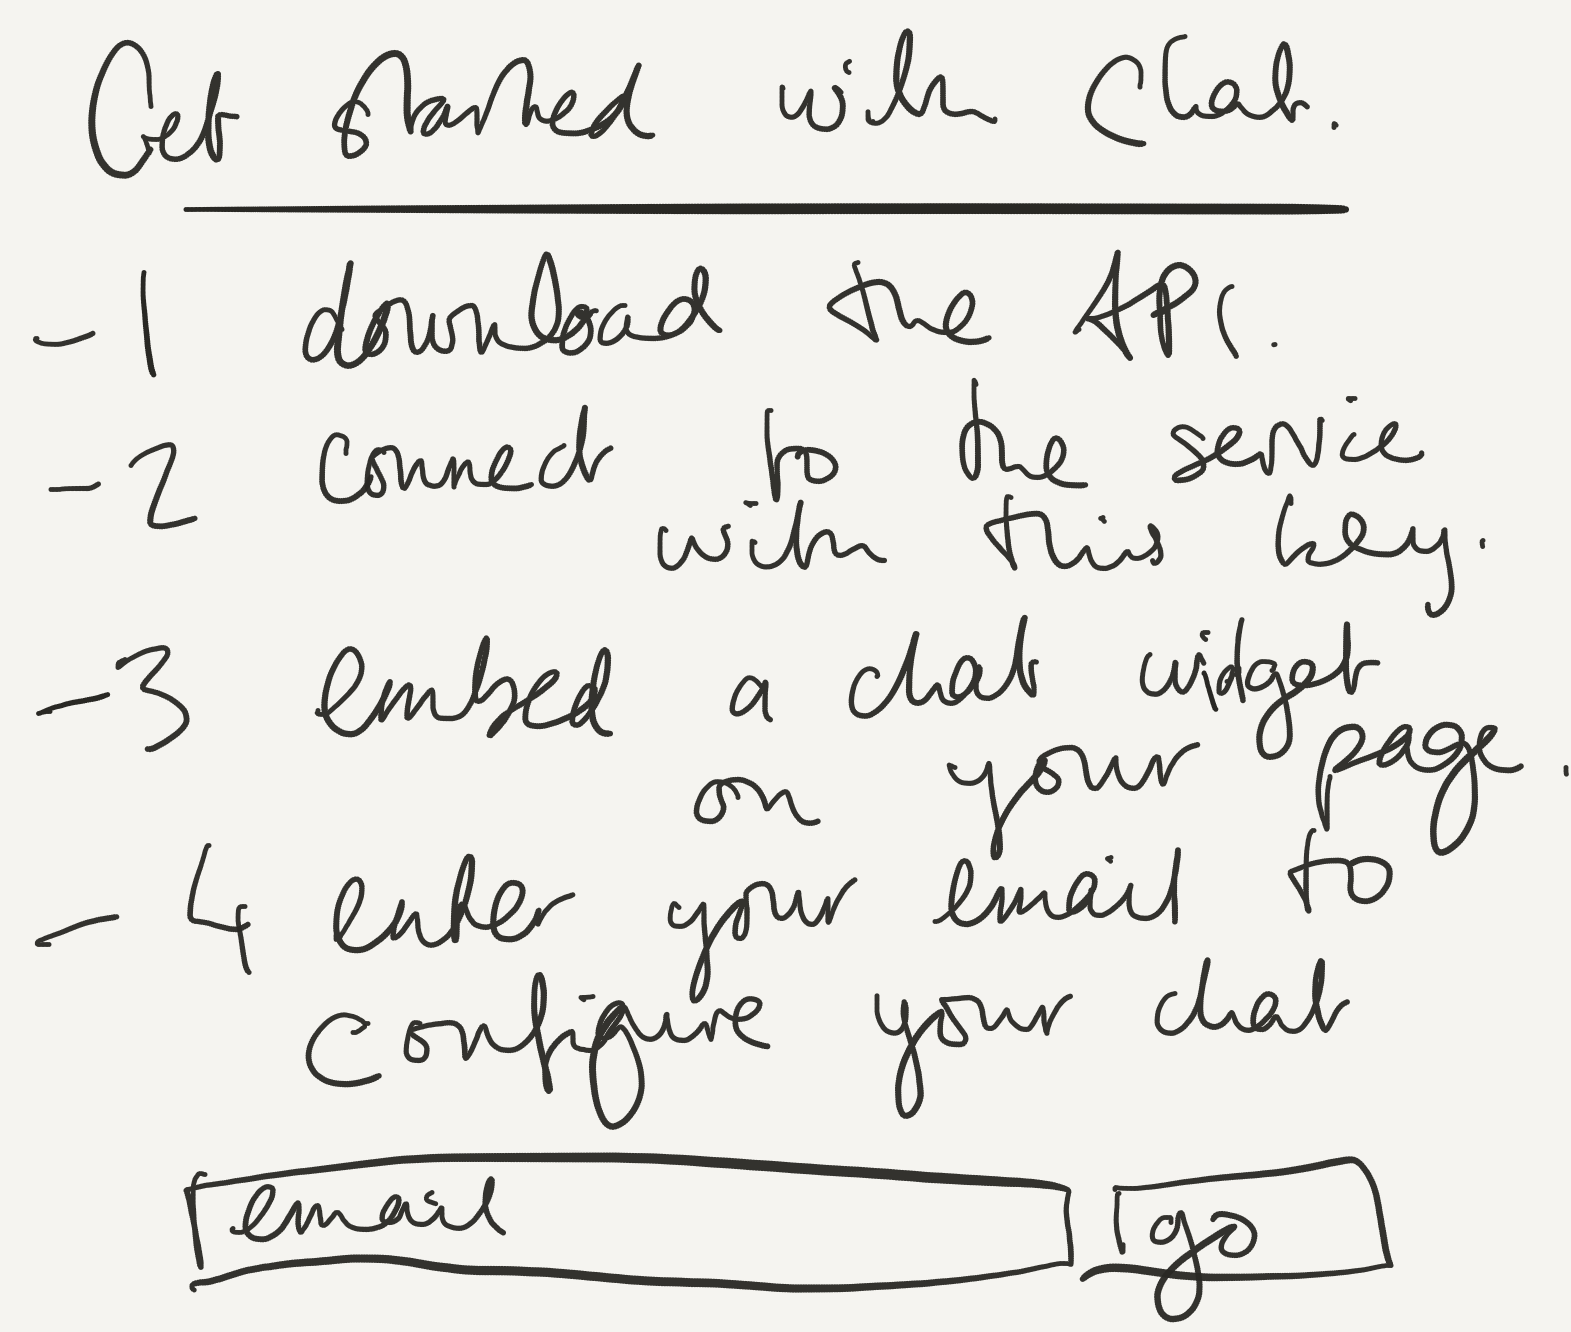 Get started with Chat.
- 1 download the API.
- 2 connect to the service
with this key.
- 3 embed a chat widget
on your page.
- 4 enter your email to
configure your chat
email go